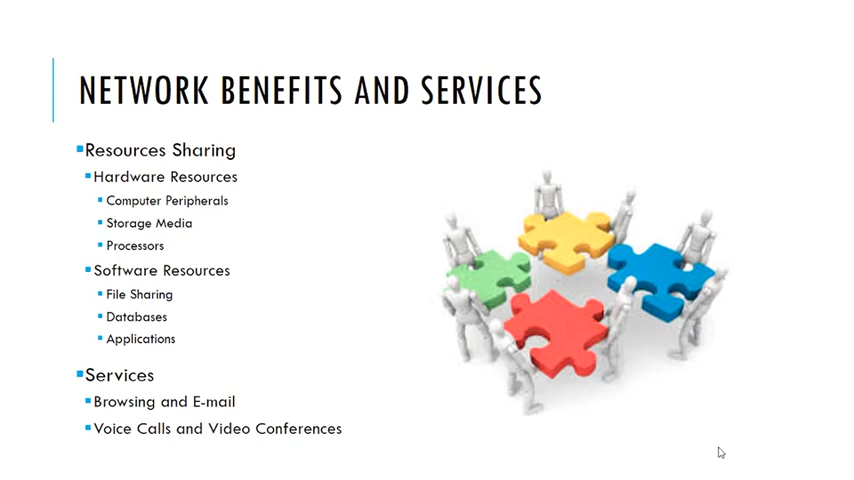 NETWORK BENEFITS AND SERVICES
Resources Sharing
Hardware Resources
Computer Peripherals
Storage Media
Processors
Software Resources
File Sharing
Databases
Applications
Services
Browsing and E-mail
Voice Calls and Video Conferences